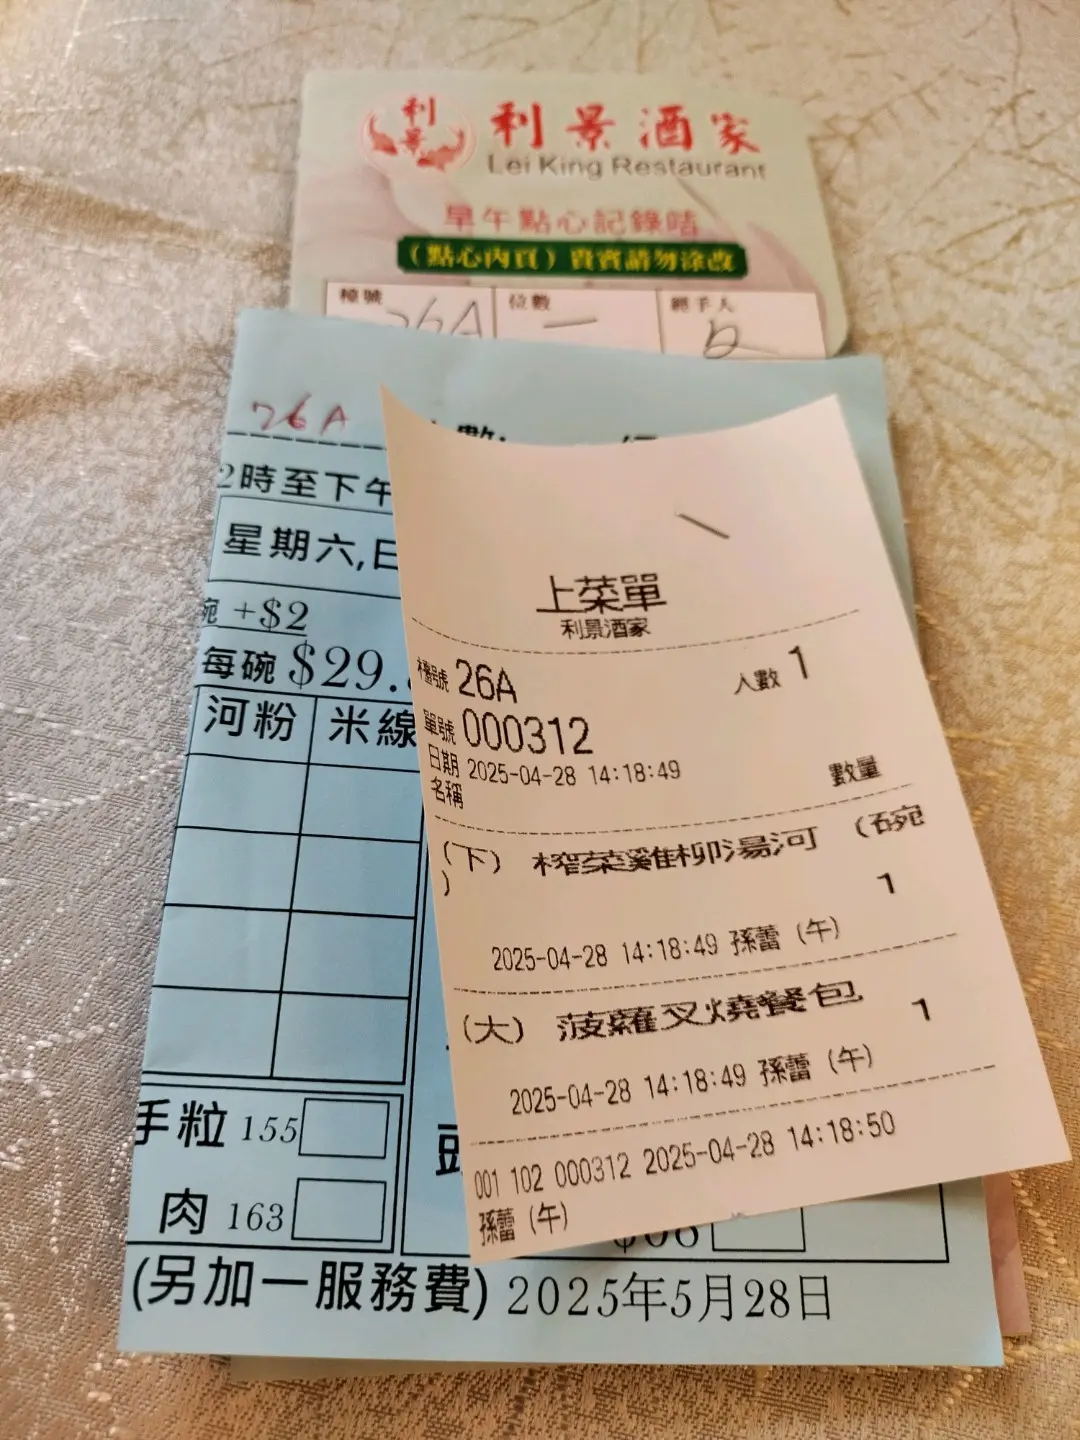 利景
利景酒家
Lei King Restaurant
早午點心記錄咭
(點心內頁) 貴賓請勿涂改
檯號 位數 經手人
26A 一
26A
數:
2時至下午
星期六,日
碗 +$2
每碗 $29.
河粉 米線
手粒 155
肉 163
(另加一服務費) 2025年5月28日
上菜單
利景酒家
檯號 26A 人數 1
單號 000312
日期 2025-04-28 14:18:49
名稱 數量
(下) 榨菜雞柳湯河 (碗
) 1
2025-04-28 14:18:49 孫蕾 (午)
(大) 菠蘿叉燒餐包 1
2025-04-28 14:18:49 孫蕾 (午)
001 102 000312 2025-04-28 14:18:50
孫蕾 (午)